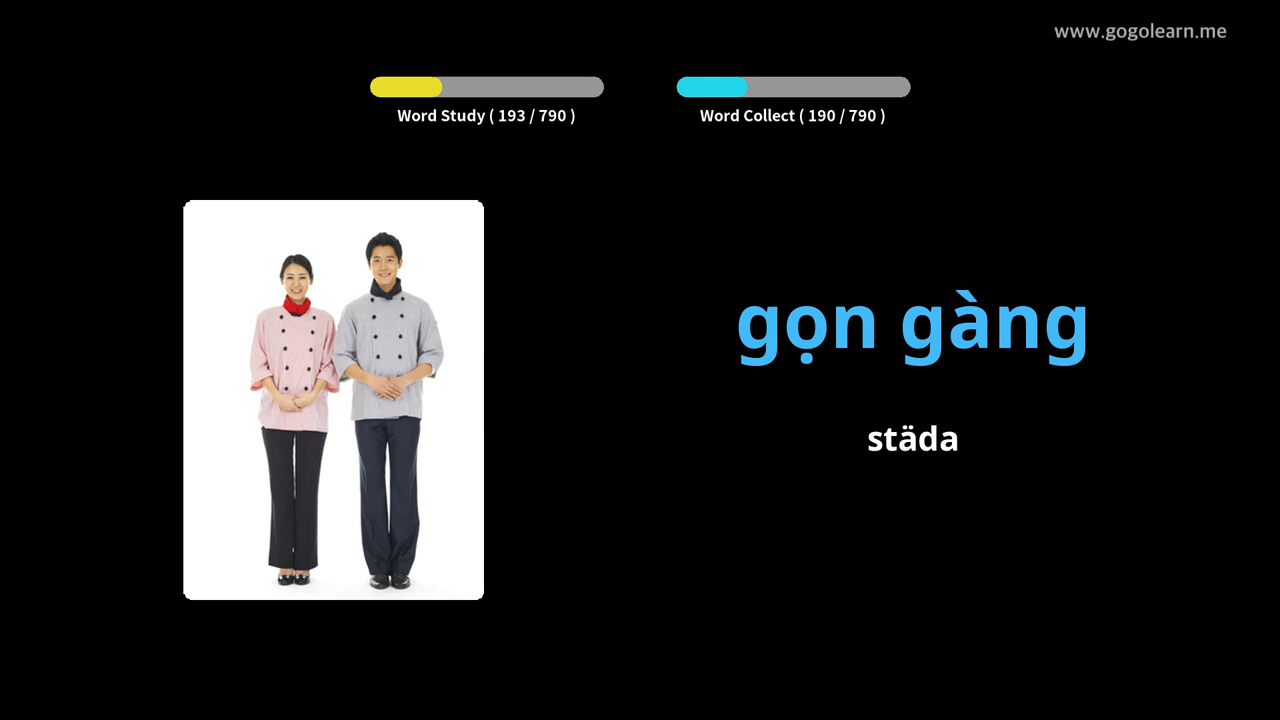 www.gogolearn.me
Word Study ( 193 / 790 )
Word Collect ( 190 / 790 )
gọn gàng
städa